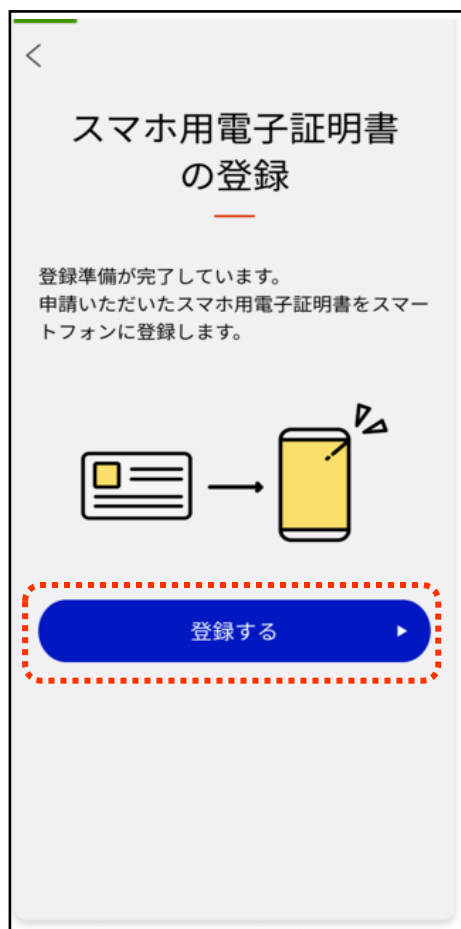 スマホ用電子証明書
の登録
登録準備が完了しています。
申請いただいたスマホ用電子証明書をスマー
トフォンに登録します。
登録する